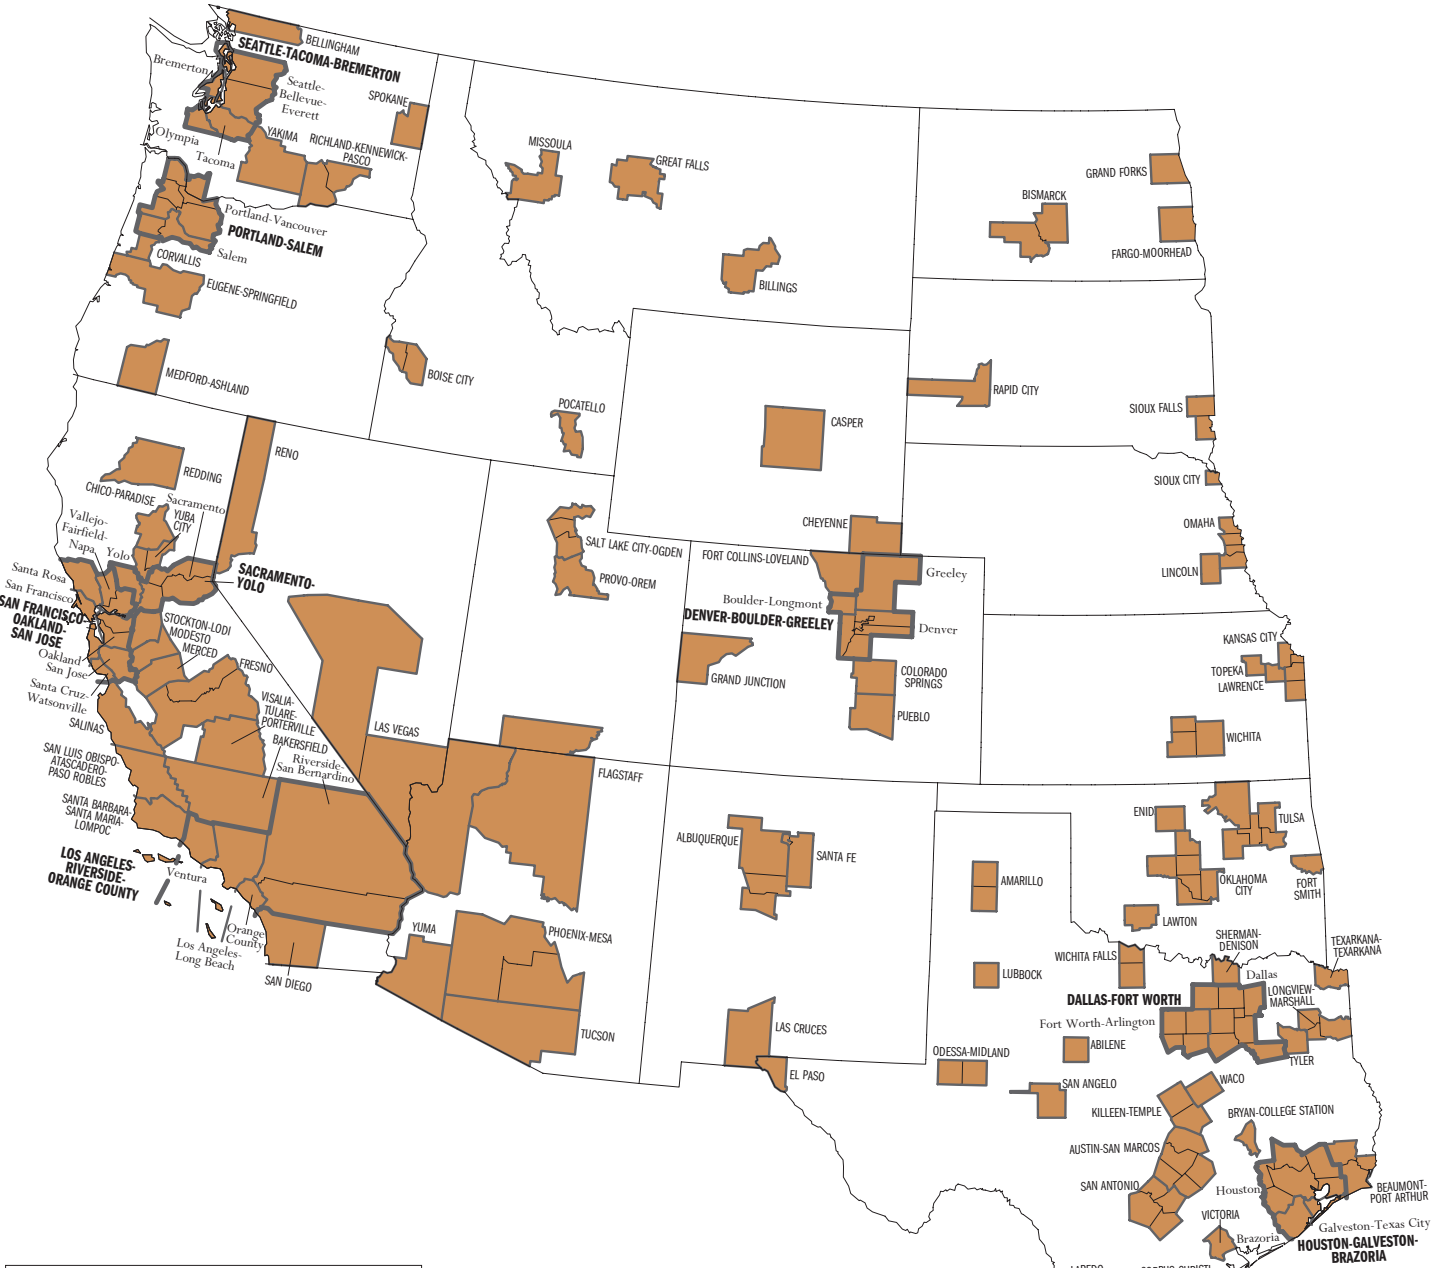 BELLINGHAM
SEATTLE-TACOMA-BREMERTON
Bremerton
Seattle-
Bellevue-
Everett
SPOKANE
Olympia
Tacoma
YAKIMA
RICHLAND-KENNEWICK-
PASCO
Portland-Vancouver
PORTLAND-SALEM
Salem
CORVALLIS
EUGENE-SPRINGFIELD
MEDFORD-ASHLAND
MISSOULA
GREAT FALLS
BILLINGS
BISMARCK
GRAND FORKS
FARGO-MOORHEAD
BOISE CITY
POCATELLO
CASPER
RAPID CITY
SIOUX FALLS
RENO
REDDING
CHICO-PARADISE
Sacramento
YUBA
CITY
Vallejo-
Fairfield-
Napa
Yolo
Santa Rosa
San Francisco
SAN FRANCISCO-
OAKLAND-
SAN JOSE
Oakland
San Jose
Santa Cruz-
Watsonville
SALINAS
SACRAMENTO-
YOLO
STOCKTON-LODI
MODESTO
MERCED
FRESNO
VISALIA-
TULARE-
PORTERVILLE
BAKERSFIELD
Riverside-
San Bernardino
SAN LUIS OBISPO-
ATASCADERO-
PASO ROBLES
SANTA BARBARA-
SANTA MARIA-
LOMPOC
LOS ANGELES-
RIVERSIDE-
ORANGE COUNTY
Ventura
Orange
County
Los Angeles-
Long Beach
SAN DIEGO
LAS VEGAS
SALT LAKE CITY-OGDEN
PROVO-OREM
FLAGSTAFF
YUMA
PHOENIX-MESA
TUCSON
CHEYENNE
FORT COLLINS-LOVELAND
Greeley
Boulder-Longmont
DENVER-BOULDER-GREELEY
Denver
GRAND JUNCTION
COLORADO
SPRINGS
PUEBLO
ALBUQUERQUE
SANTA FE
LAS CRUCES
EL PASO
SIOUX CITY
OMAHA
LINCOLN
KANSAS CITY
TOPEKA
LAWRENCE
WICHITA
ENID
TULSA
OKLAHOMA
CITY
FORT
SMITH
LAWTON
AMARILLO
LUBBOCK
WICHITA FALLS
SHERMAN-
DENISON
TEXARKANA-
TEXARKANA
Dallas
DALLAS-FORT WORTH
LONGVIEW-
MARSHALL
Fort Worth-Arlington
ABILENE
TYLER
ODESSA-MIDLAND
SAN ANGELO
WACO
KILLEEN-TEMPLE
BRYAN-COLLEGE STATION
AUSTIN-SAN MARCOS
SAN ANTONIO
Houston
BEAUMONT-
PORT ARTHUR
VICTORIA
Brazoria
Galveston-Texas City
HOUSTON-GALVESTON-
BRAZORIA